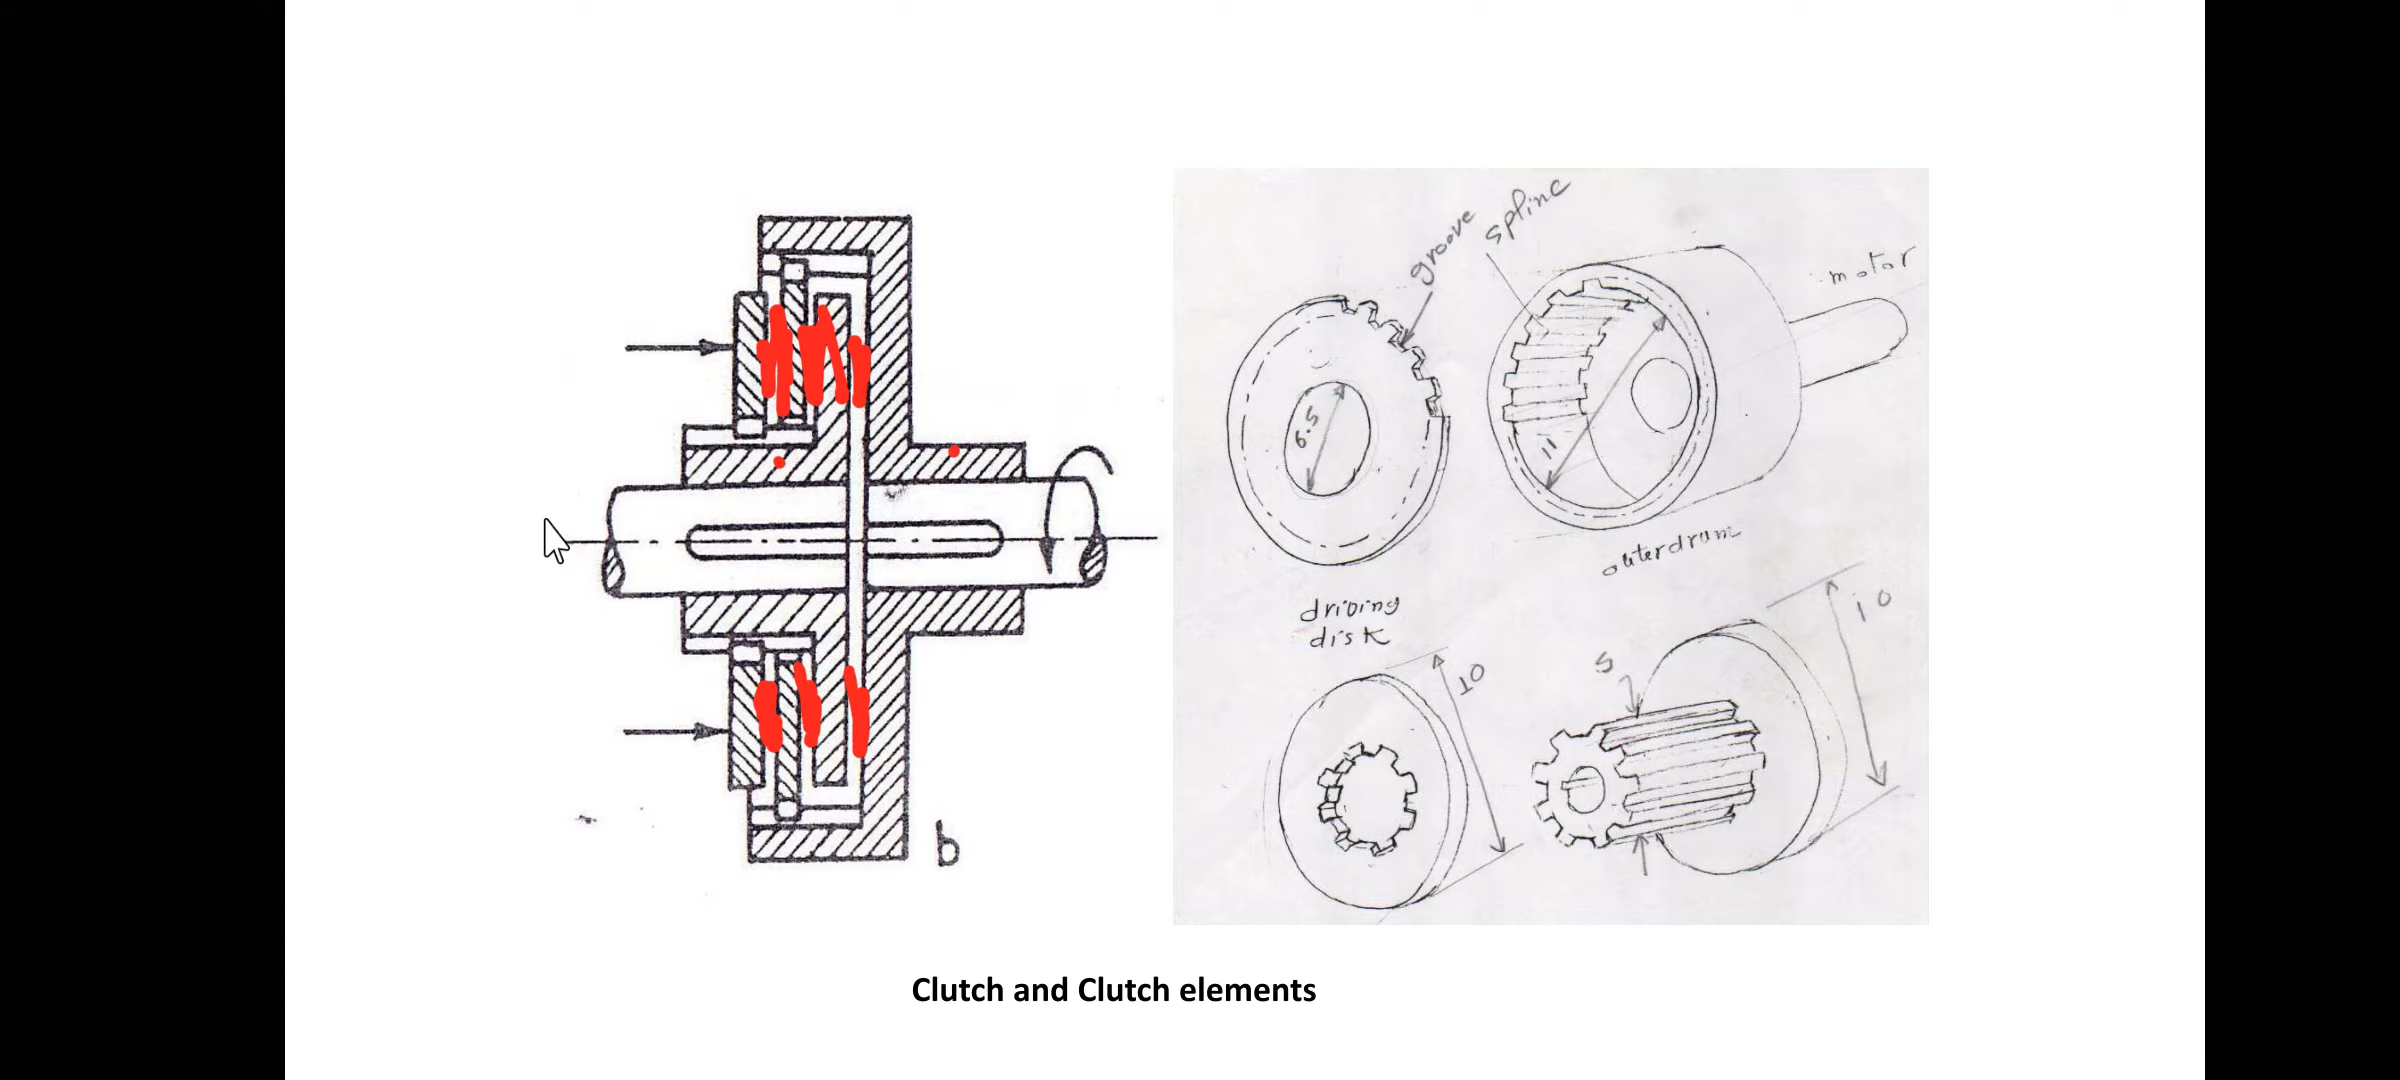 groove
spline
motor
6.5
11
outerdrum
driving
disk
10
5
10
b
Clutch and Clutch elements